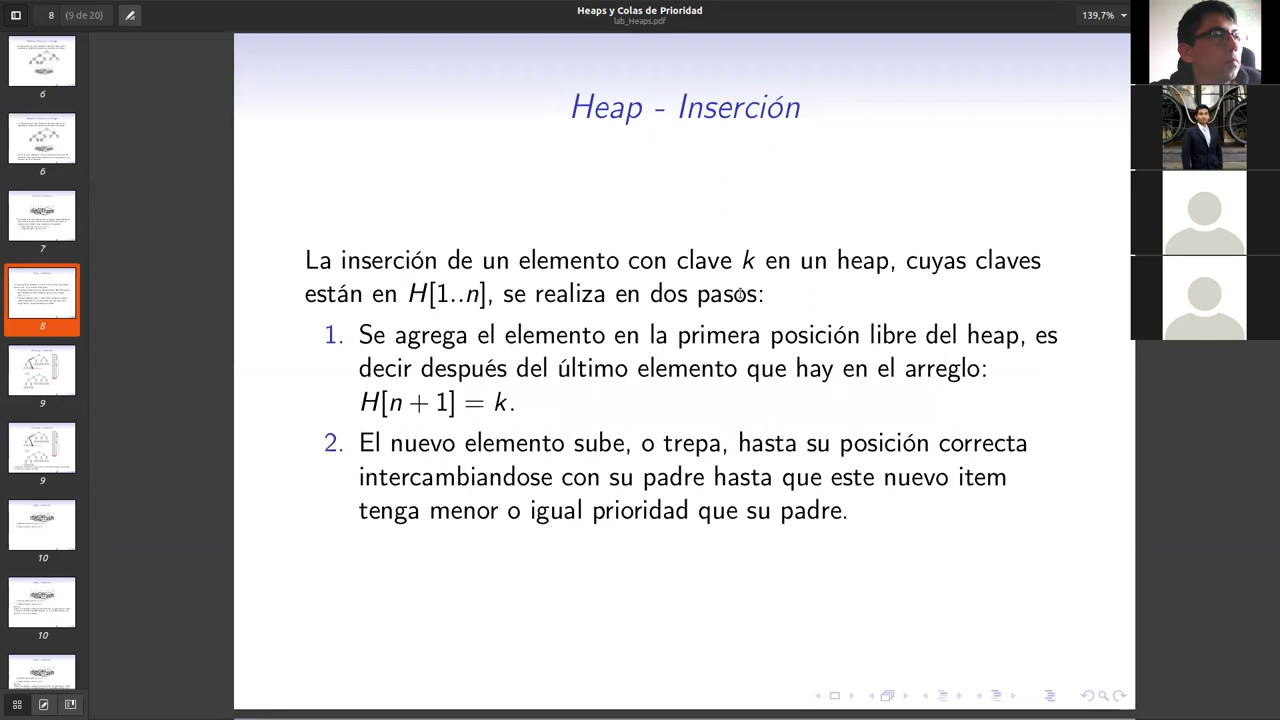 8 (9 de 20)
Heaps y Colas de Prioridad
lab_Heaps.pdf
139,7%
6
6
7
8
9
9
10
10
Heap - Inserción
La inserción de un elemento con clave k en un heap, cuyas claves
están en H[1..n], se realiza en dos pasos:
1. Se agrega el elemento en la primera posición libre del heap, es
decir después del último elemento que hay en el arreglo:
H[n + 1] = k.
2. El nuevo elemento sube, o trepa, hasta su posición correcta
intercambiandose con su padre hasta que este nuevo item
tenga menor o igual prioridad que su padre.